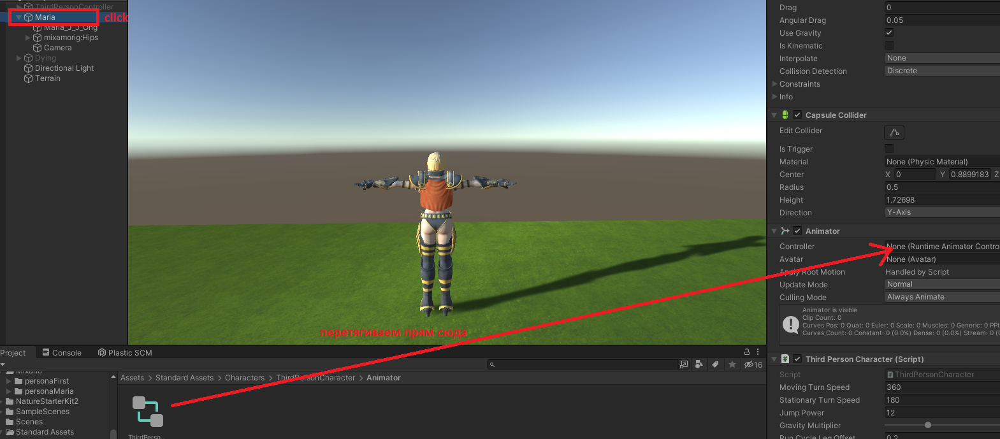 ThirdPersonController
Maria
click
Maria_J_J_Ong
mixamorig:Hips
Camera
Dying
Directional Light
Terrain
перетягиваем прям сюда
Drag
0
Angular Drag
0.05
Use Gravity
Is Kinematic
Interpolate
None
Collision Detection
Discrete
Constraints
Info
Capsule Collider
Edit Collider
Is Trigger
Material
None (Physic Material)
Center
X 0 Y 0.8899183 Z
Radius
0.5
Height
1.72698
Direction
Y-Axis
Animator
Controller
None (Runtime Animator Contro
Avatar
None (Avatar)
Apply Root Motion
Handled by Script
Update Mode
Normal
Culling Mode
Always Animate
Animator is visible
Clip Count: 0
Curves Pos: 0 Quat: 0 Euler: 0 Scale: 0 Muscles: 0 Generic: 0 PPt
Curves Count: 0 Constant: 0 (0.0%) Dense: 0 (0.0%) Stream: 0 (
Third Person Character (Script)
Script
ThirdPersonCharacter
Moving Turn Speed
360
Stationary Turn Speed
180
Jump Power
12
Gravity Multiplier
Run Cycle Leg Offset
0.2
Project
Console
Plastic SCM
16
personaFirst
personaMaria
NatureStarterKit2
SampleScenes
Scenes
Standard Assets
Assets > Standard Assets > Characters > ThirdPersonCharacter > Animator
ThirdPerso...